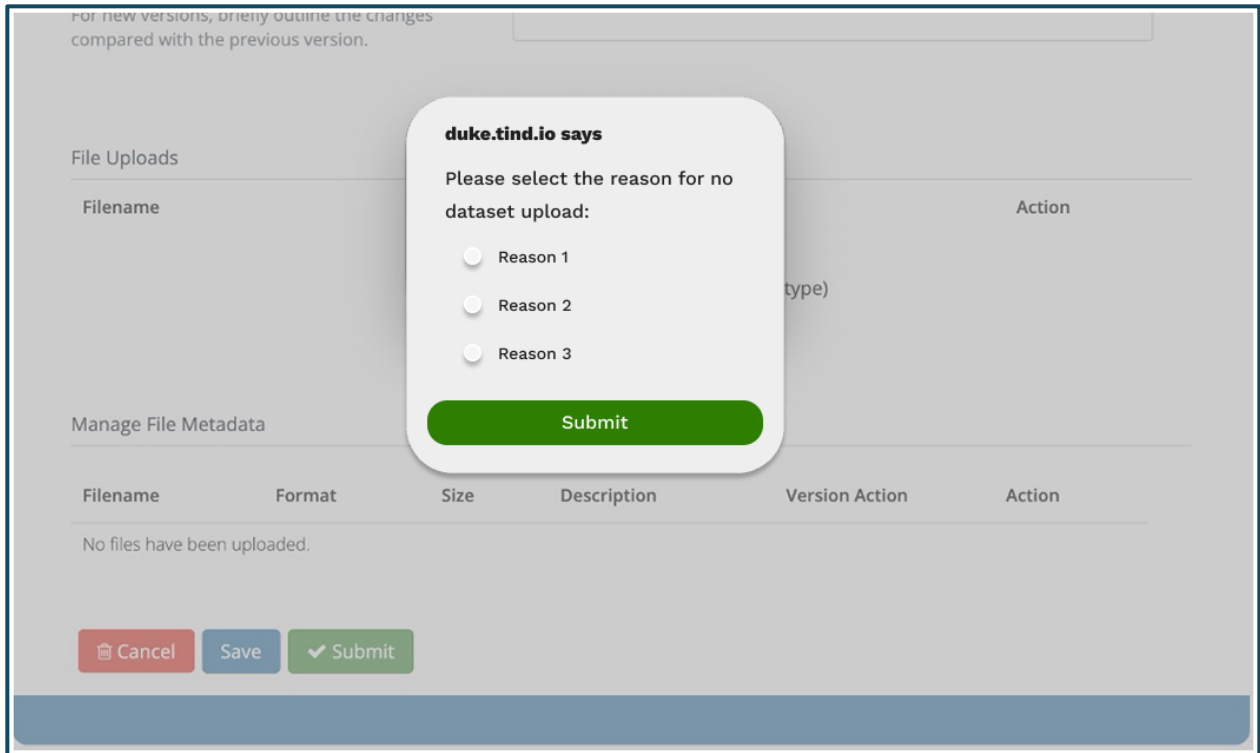 For new versions, briefly outline the changes
compared with the previous version.
duke.tind.io says
Please select the reason for no
dataset upload:
Reason 1
Reason 2
Reason 3
Submit
File Uploads
Filename
Action
type)
Manage File Metadata
Filename Format Size Description Version Action Action
No files have been uploaded.
Cancel Save Submit